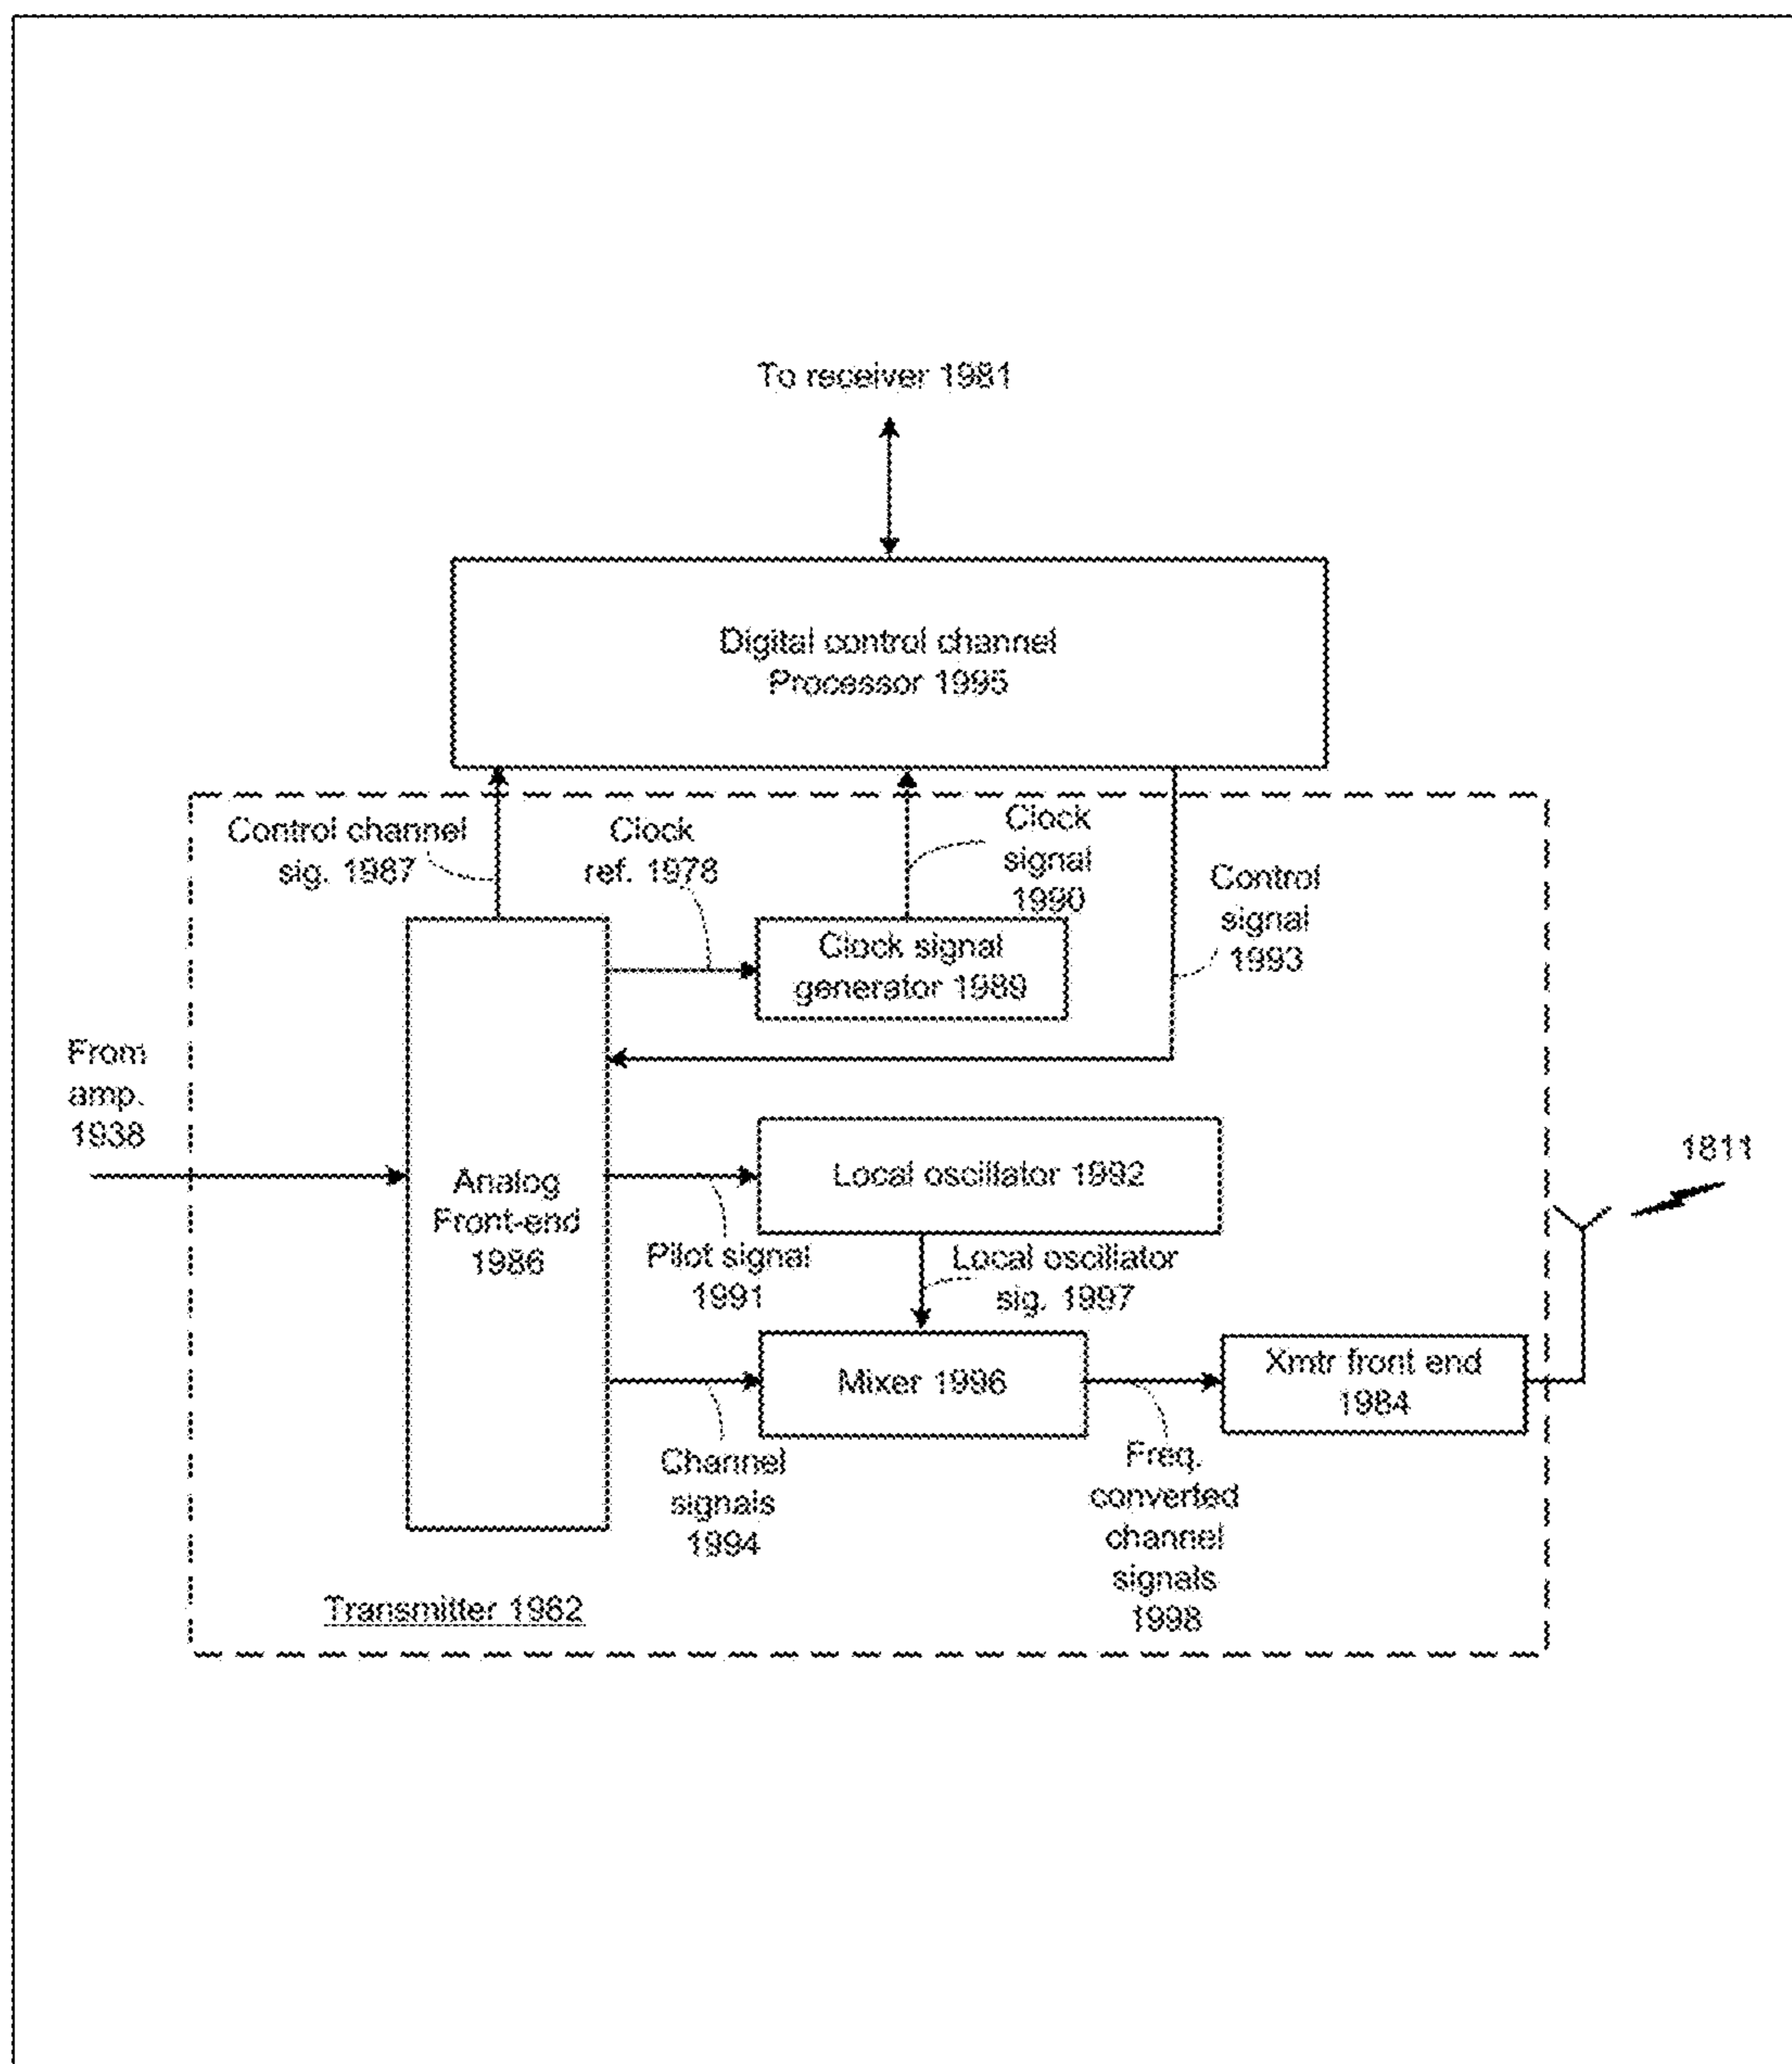 To receiver 1981
Digital control channel
Processor 1995
Control channel
sig. 1987
Clock
ref. 1978
Clock
signal
1990
Control
signal
1993
Clock signal
generator 1989
From
amp.
1938
Analog
Front-end
1986
Local oscillator 1992
1811
Pilot signal
1991
Local oscillator
sig. 1997
Mixer 1996
Xmtr front end
1984
Channel
signals
1994
Freq.
converted
channel
signals
1998
Transmitter 1982